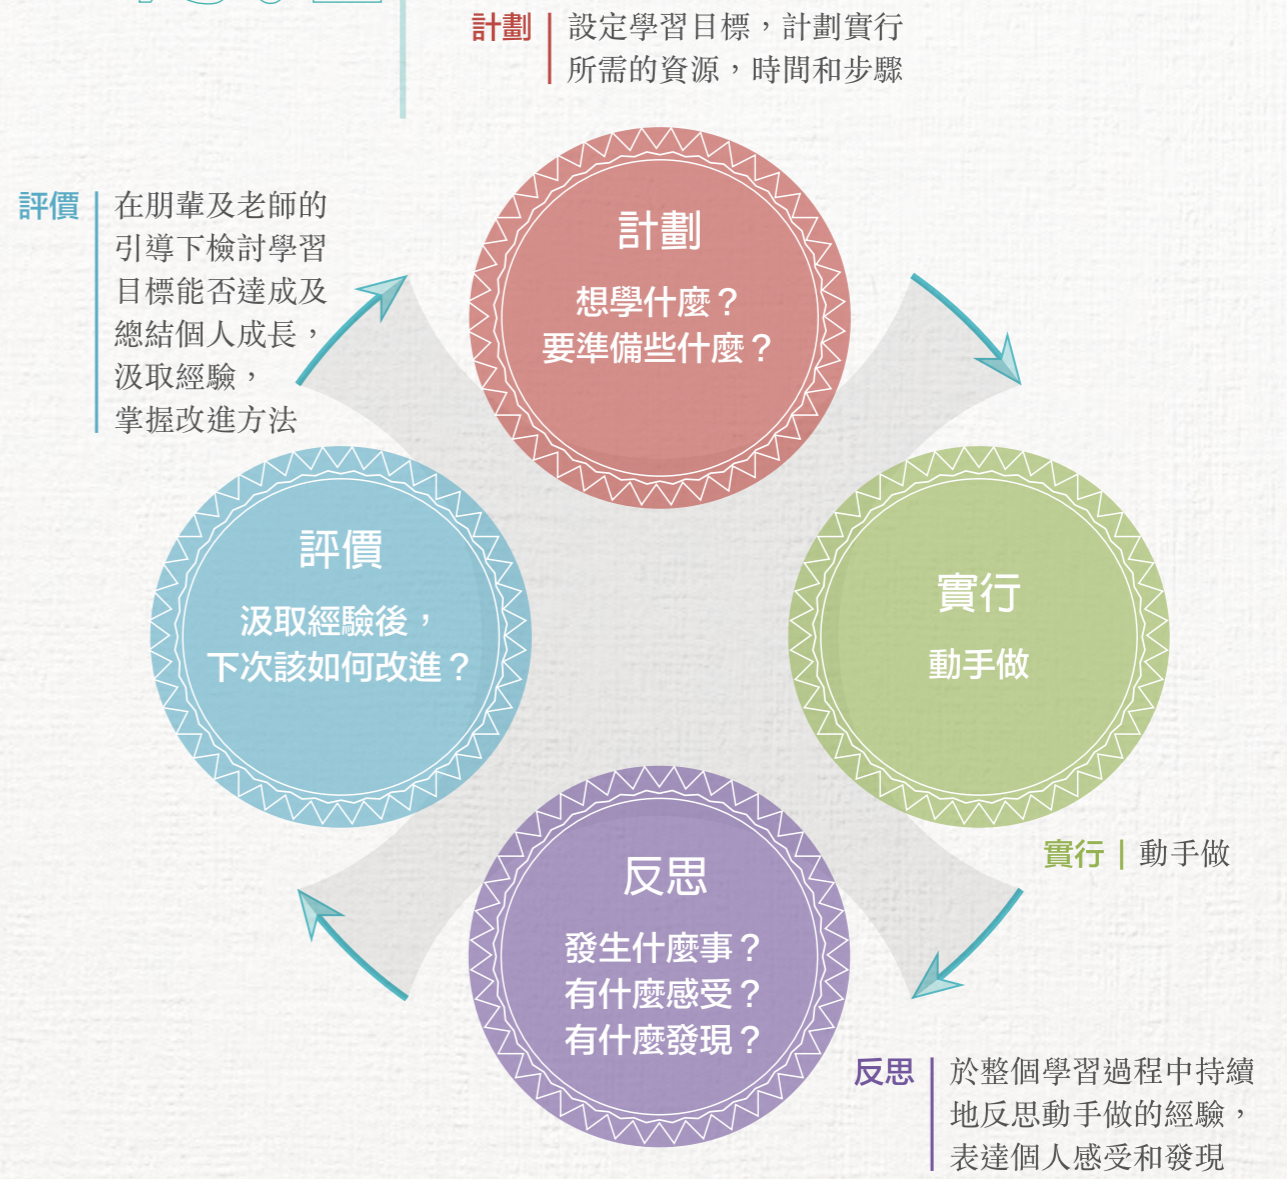 計劃
設定學習目標，計劃實行
所需的資源，時間和步驟
評價
在朋輩及老師的
引導下檢討學習
目標能否達成及
總結個人成長，
汲取經驗，
掌握改進方法
計劃
想學什麼？
要準備些什麼？
評價
汲取經驗後，
下次該如何改進？
實行
動手做
實行
動手做
反思
發生什麼事？
有什麼感受？
有什麼發現？
反思
於整個學習過程中持續
地反思動手做的經驗，
表達個人感受和發現